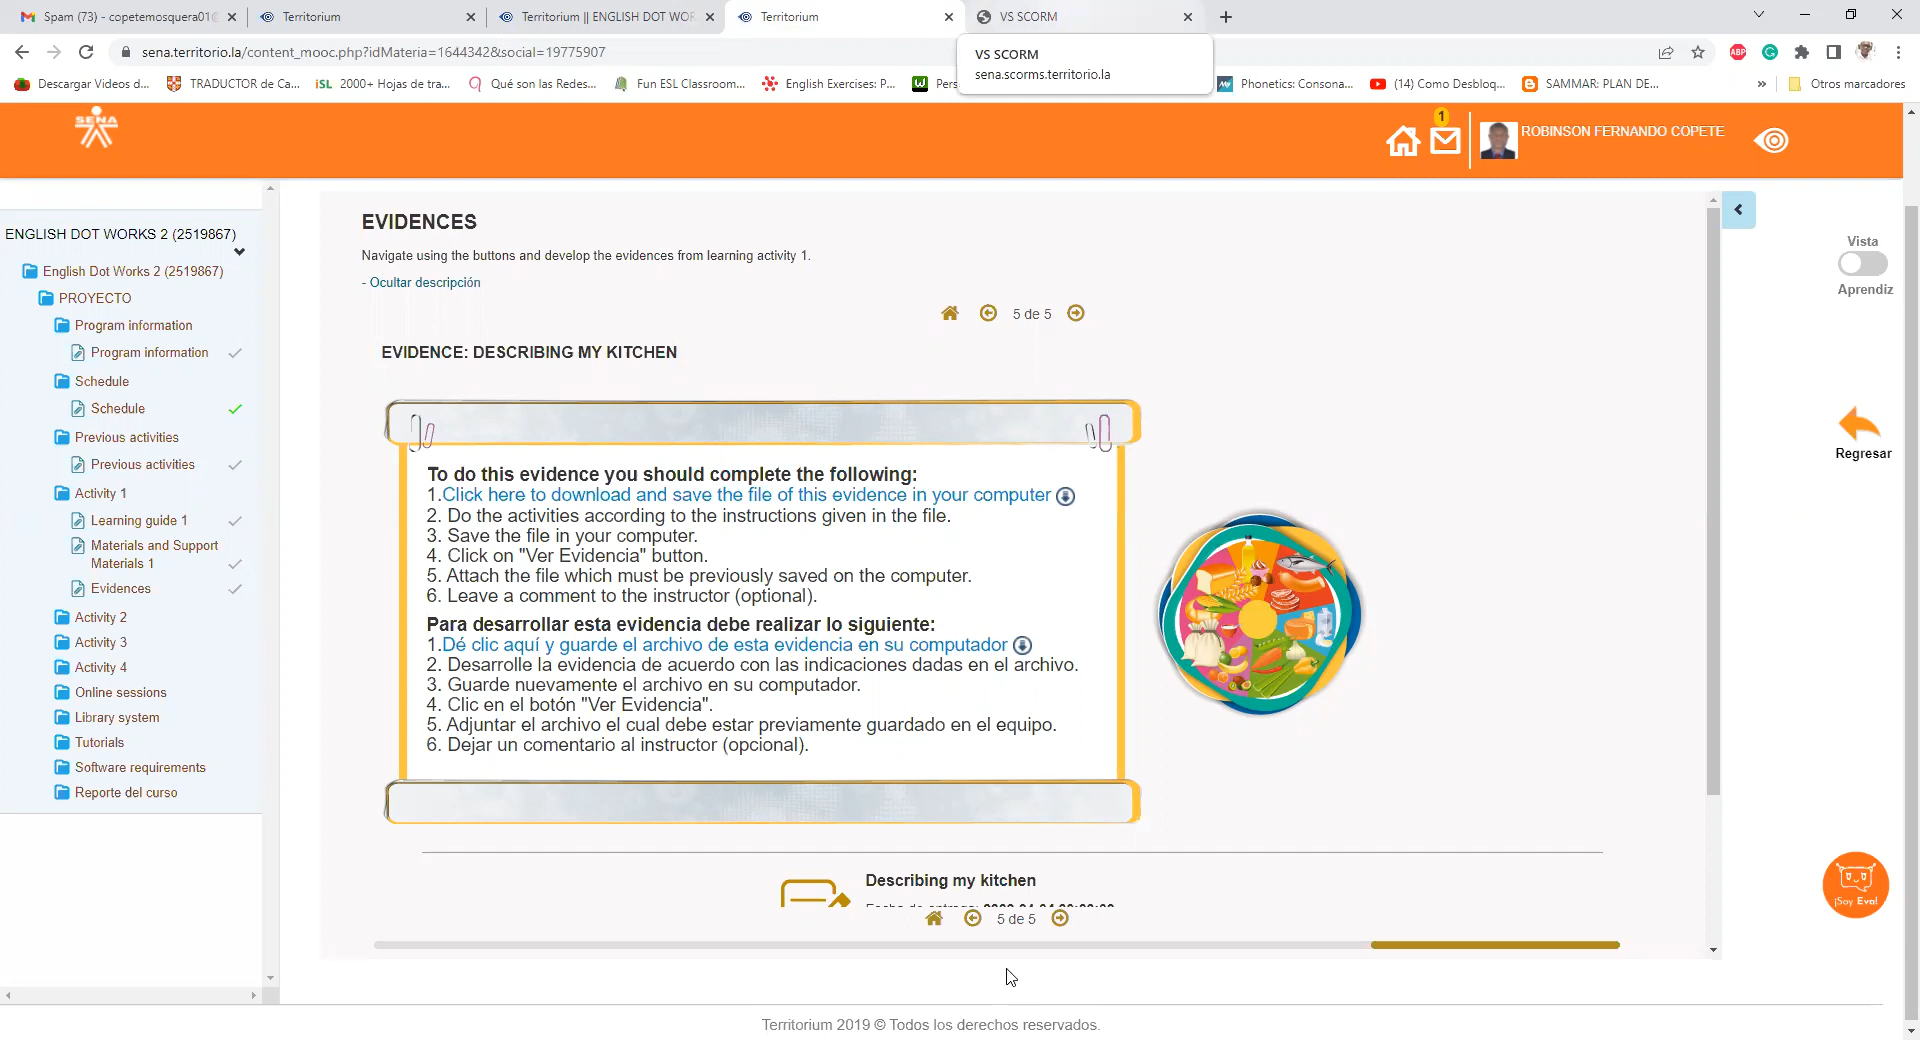 Spam (73) - copetemosquera01@
Territorium
Territorium || ENGLISH DOT WOR
Territorium
VS SCORM
sena.territorio.la/content_mooc.php?idMateria=1644342&social=19775907
VS SCORM
sena.scorms.territorio.la
ABP
Descargar Videos d...
TRADUCTOR de Ca...
iSL 2000+ Hojas de tra...
Qué son las Redes...
Fun ESL Classroom...
English Exercises: P...
Pers
Phonetics: Consona...
(14) Como Desbloq...
SAMMAR: PLAN DE...
»
Otros marcadores
SENA
1
ROBINSON FERNANDO COPETE
ENGLISH DOT WORKS 2 (2519867)
English Dot Works 2 (2519867)
PROYECTO
Program information
Program information
Schedule
Schedule
Previous activities
Previous activities
Activity 1
Learning guide 1
Materials and Support
Materials 1
Evidences
Activity 2
Activity 3
Activity 4
Online sessions
Library system
Tutorials
Software requirements
Reporte del curso
EVIDENCES
Navigate using the buttons and develop the evidences from learning activity 1.
- Ocultar descripción
5 de 5
EVIDENCE: DESCRIBING MY KITCHEN
To do this evidence you should complete the following:
1.Click here to download and save the file of this evidence in your computer
2. Do the activities according to the instructions given in the file.
3. Save the file in your computer.
4. Click on "Ver Evidencia" button.
5. Attach the file which must be previously saved on the computer.
6. Leave a comment to the instructor (optional).
Para desarrollar esta evidencia debe realizar lo siguiente:
1.Dé clic aquí y guarde el archivo de esta evidencia en su computador
2. Desarrolle la evidencia de acuerdo con las indicaciones dadas en el archivo.
3. Guarde nuevamente el archivo en su computador.
4. Clic en el botón "Ver Evidencia".
5. Adjuntar el archivo el cual debe estar previamente guardado en el equipo.
6. Dejar un comentario al instructor (opcional).
Describing my kitchen
5 de 5
Vista
Aprendiz
Regresar
¡Soy Eva!
Territorium 2019 © Todos los derechos reservados.